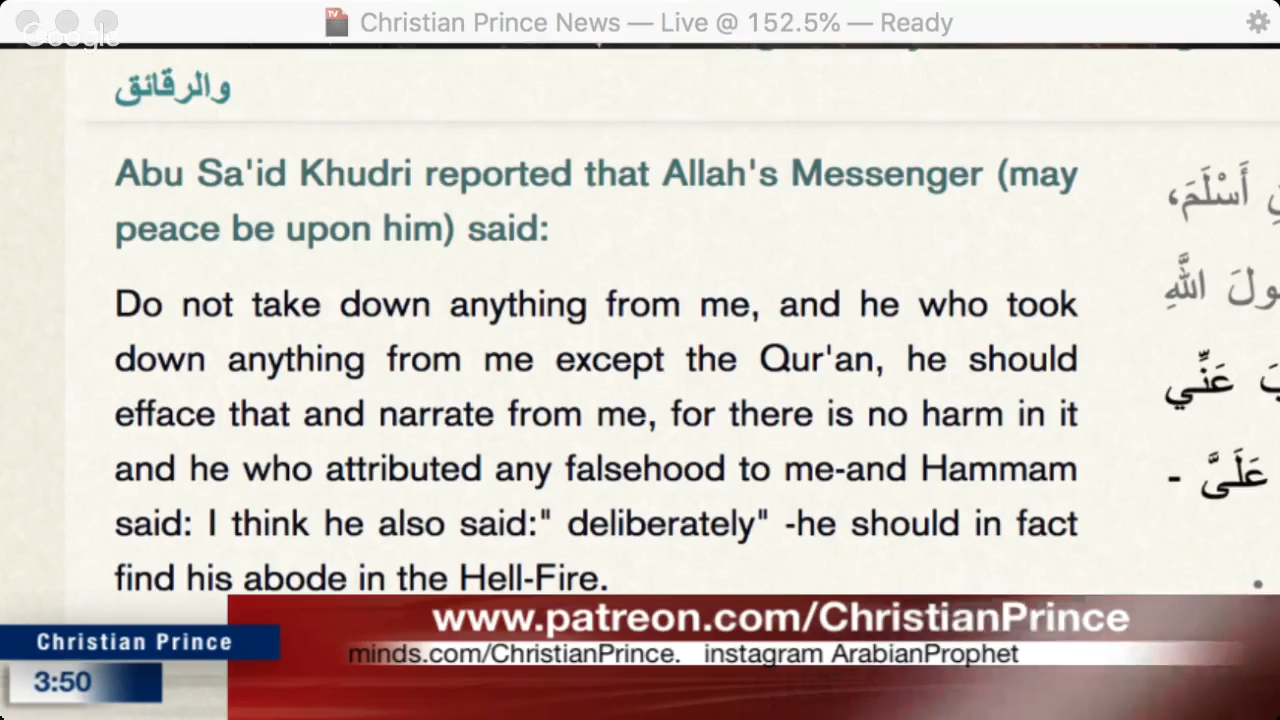 Christian Prince News — Live @ 152.5% — Ready
Google
TV
والرقائق
Abu Sa'id Khudri reported that Allah's Messenger (may
peace be upon him) said:
Do not take down anything from me, and he who took
down anything from me except the Qur'an, he should
efface that and narrate from me, for there is no harm in it
and he who attributed any falsehood to me-and Hammam
said: I think he also said:" deliberately" -he should in fact
find his abode in the Hell-Fire.
أَسْلَمَ،
اللَّهِ
عَنِّي
عَلَىَّ -
www.patreon.com/ChristianPrince
Christian Prince
minds.com/ChristianPrince. instagram ArabianProphet
3:50